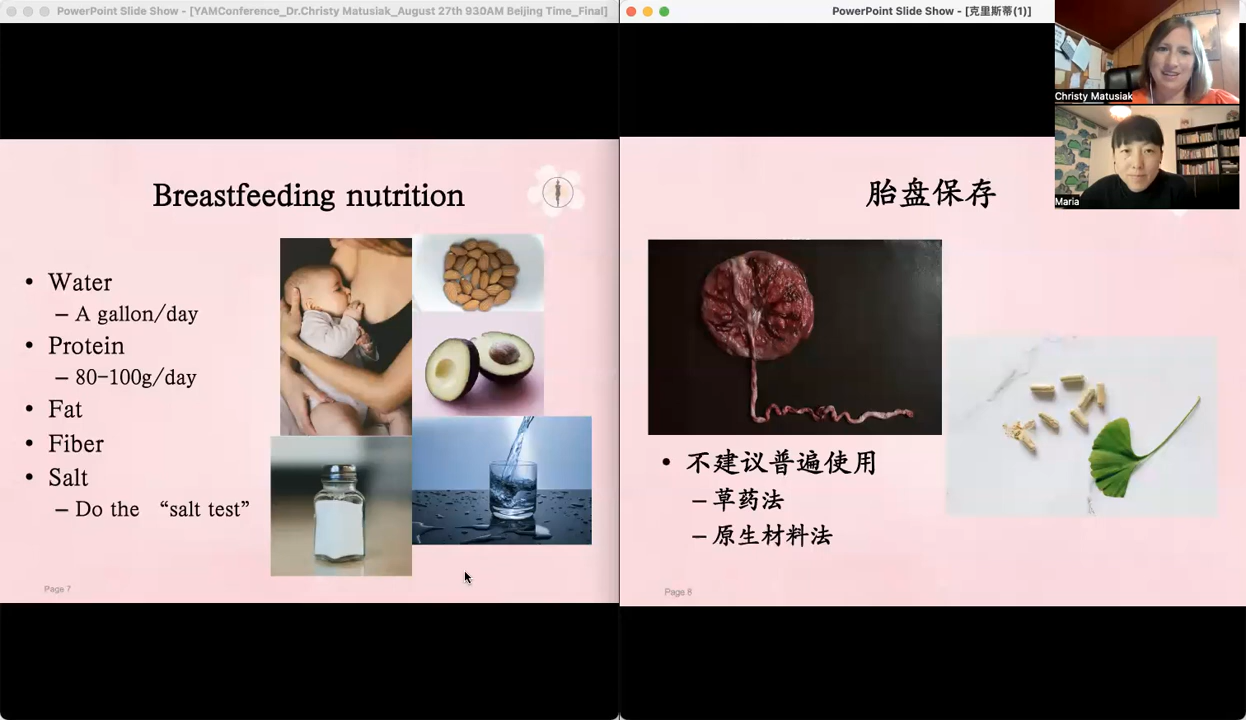 PowerPoint Slide Show - [YAMConference_Dr.Christy Matusiak_August 27th 930AM Beijing Time_Final]
Breastfeeding nutrition
• Water
– A gallon/day
• Protein
– 80-100g/day
• Fat
• Fiber
• Salt
– Do the “salt test”
Page 7
PowerPoint Slide Show - [克里斯蒂(1)]
Christy Matusiak
Maria
胎盘保存
• 不建议普遍使用
– 草药法
– 原生材料法
Page 8